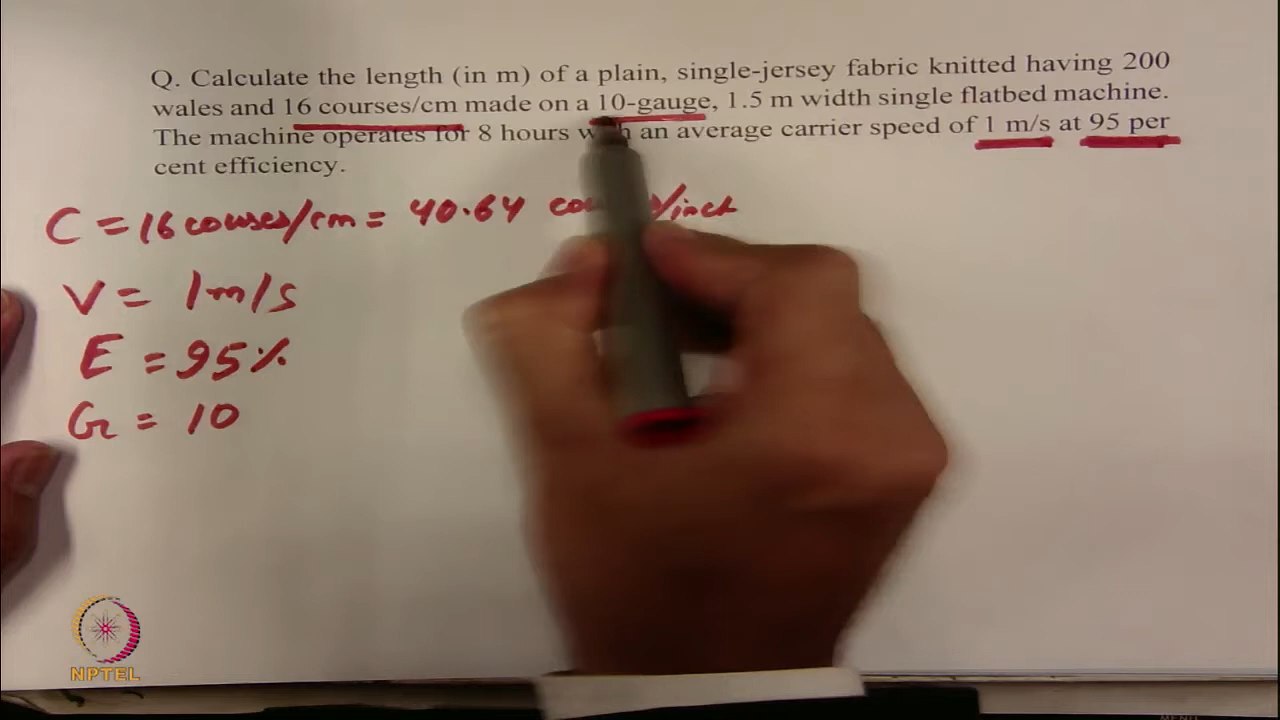 Q. Calculate the length (in m) of a plain, single-jersey fabric knitted having 200
wales and 16 courses/cm made on a 10-gauge, 1.5 m width single flatbed machine.
The machine operates for 8 hours an average carrier speed of 1 m/s at 95 per
cent efficiency.
C = 16 couses/cm = 40.64 /inch
V = 1m/s
E = 95%
G = 10
NPTEL